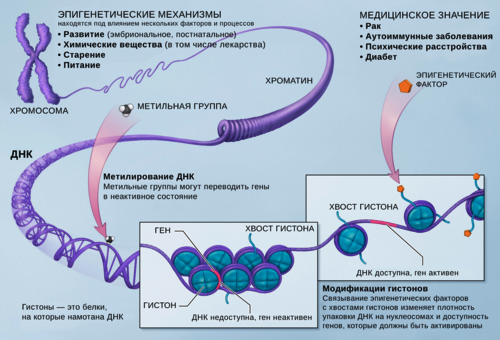 ЭПИГЕНЕТИЧЕСКИЕ МЕХАНИЗМЫ
находятся под влиянием нескольких факторов и процессов
• Развитие (эмбриональное, постнатальное)
• Химические вещества (в том числе лекарства)
• Старение
• Питание
МЕДИЦИНСКОЕ ЗНАЧЕНИЕ
• Рак
• Аутоиммунные заболевания
• Психические расстройства
• Диабет
ЭПИГЕНЕТИЧЕСКИЙ
ФАКТОР
ХРОМОСОМА
ХРОМАТИН
МЕТИЛЬНАЯ ГРУППА
ДНК
Метилирование ДНК
Метильные группы могут переводить гены
в неактивное состояние
ХВОСТ ГИСТОНА
ДНК доступна, ген активен
ГЕН
ХВОСТ ГИСТОНА
ГИСТОН
ДНК недоступна, ген неактивен
Гистоны — это белки,
на которые намотана ДНК
Модификации гистонов
Связывание эпигенетических факторов
с хвостами гистонов изменяет плотность
упаковки ДНК на нуклеосомах и доступность
генов, которые должны быть активированы